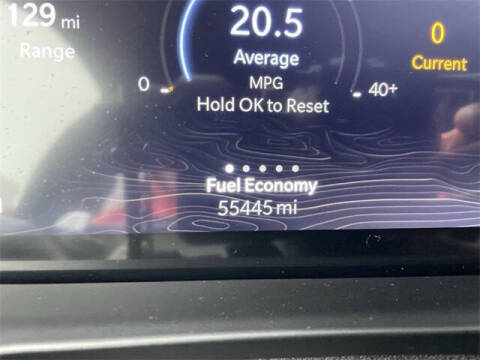 129 mi
Range
20.5
Average
MPG
0
40+
Hold OK to Reset
0
Current
Fuel Economy
55445 mi